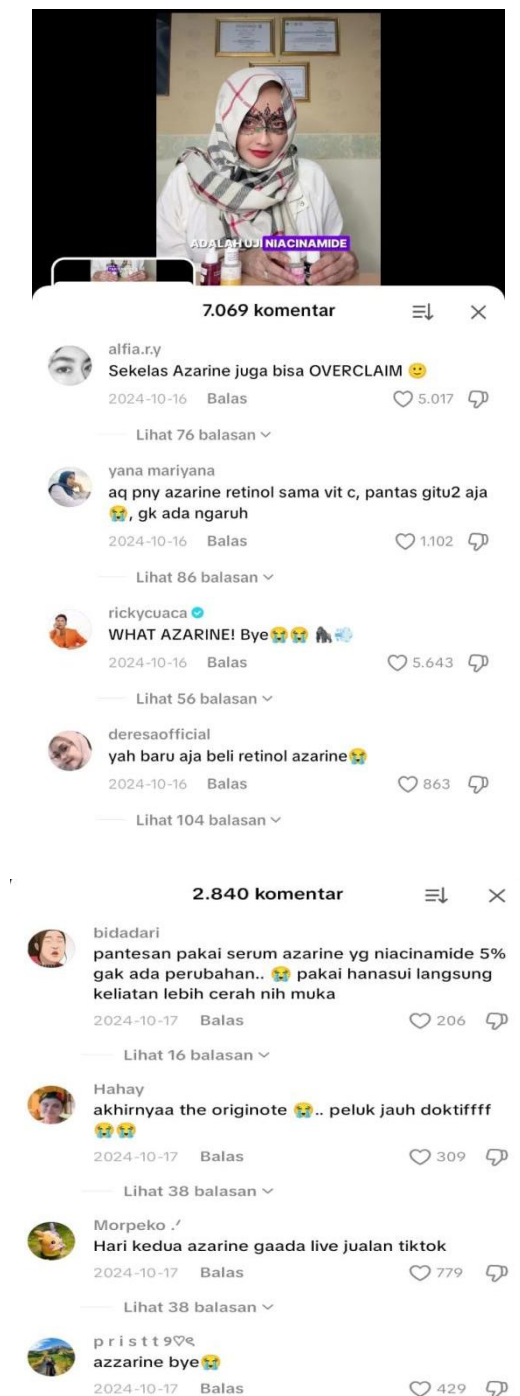 ADALAH UJI NIACINAMIDE
7.069 komentar
alfia.r.y
Sekelas Azarine juga bisa OVERCLAIM 🙂
2024-10-16 Balas 5.017
Lihat 76 balasan
yana mariyana
aq pny azarine retinol sama vit c, pantas gitu2 aja
😭, gk ada ngaruh
2024-10-16 Balas 1.102
Lihat 86 balasan
rickycuaca
WHAT AZARINE! Bye😭😭 🦍💨
2024-10-16 Balas 5.643
Lihat 56 balasan
deresaofficial
yah baru aja beli retinol azarine😭
2024-10-16 Balas 863
Lihat 104 balasan
2.840 komentar
bidadari
pantesan pakai serum azarine yg niacinamide 5%
gak ada perubahan.. 😭 pakai hanasui langsung
keliatan lebih cerah nih muka
2024-10-17 Balas 206
Lihat 16 balasan
Hahay
akhirnyaa the originote 😭.. peluk jauh doktiffff
😭😭
2024-10-17 Balas 309
Lihat 38 balasan
Morpeko .ᐟ
Hari kedua azarine gaada live jualan tiktok
2024-10-17 Balas 779
Lihat 38 balasan
p r i s t t 9♡ৎ
azzarine bye😭
2024-10-17 Balas 429